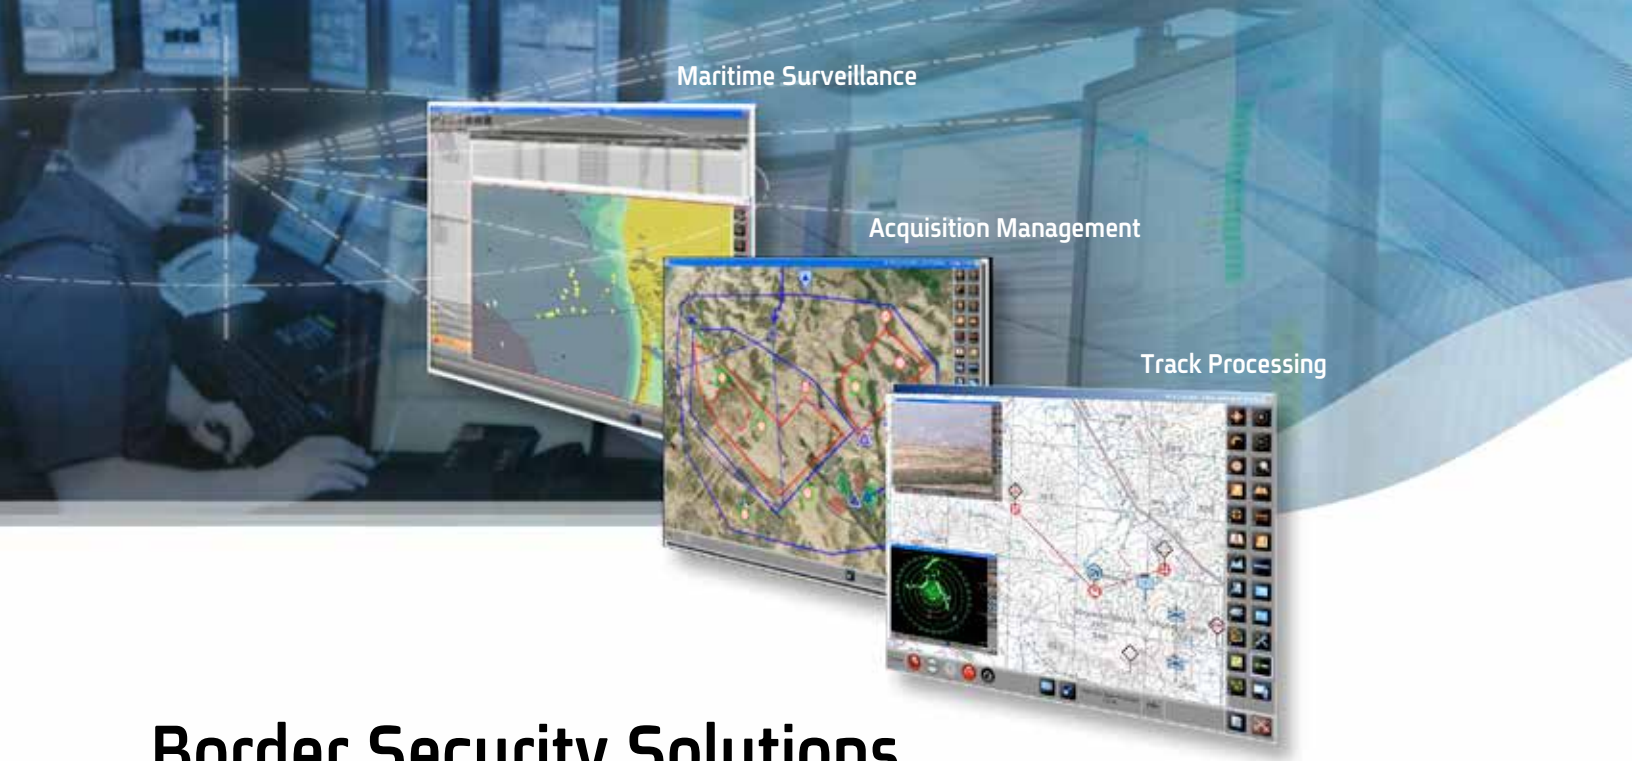 Maritime Surveillance
Acquisition Management
Track Processing
Border Security Solutions